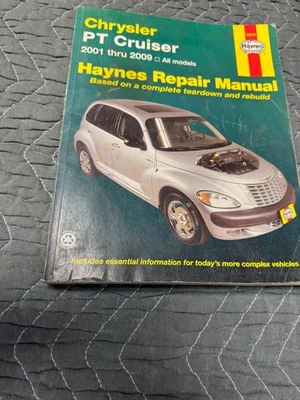 Chrysler
PT Cruiser
2001 thru 2009 □ All models
Haynes
Haynes Repair Manual
Based on a complete teardown and rebuild
Includes essential information for today's more complex vehicles